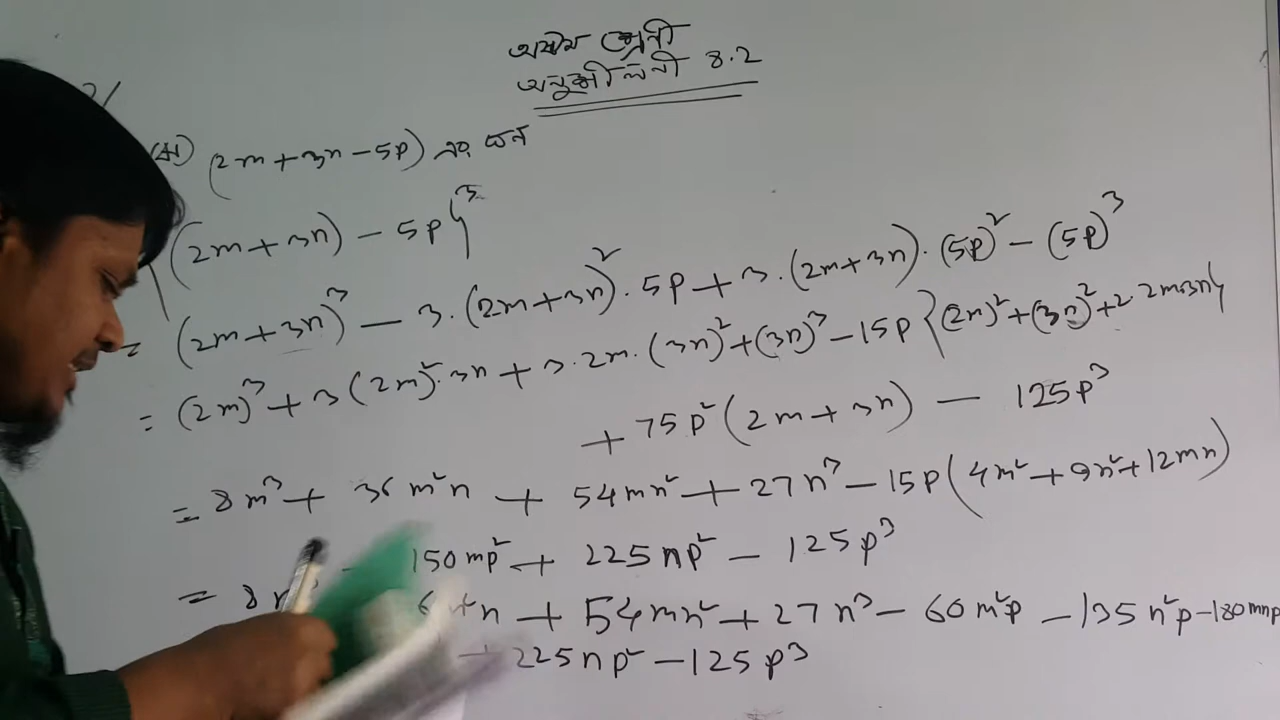 অষ্টম শ্রেণী
অনুশীলনী 4.2
2/
(2m + 3n - 5p) এর ঘন
{(2m + 3n) - 5p}³
= (2m + 3n)³ - 3.(2m + 3n)². 5p + 3.(2m + 3n). (5p)² - (5p)³
= (2m)³ + 3(2m)². 3n + 3. 2m. (3n)² + (3n)³ - 15p {(2m)² + (3n)² + 2. 2m.3n}
+ 75p² (2m + 3n) - 125p³
= 8m³ + 36m²n + 54mn² + 27n³ - 15p (4m² + 9n² + 12mn)
150mp² + 225np² - 125p³
= 8m³ 6m²n + 54mn² + 27n³ - 60m²p - 135n²p - 180mnp
+ 225np² - 125p³